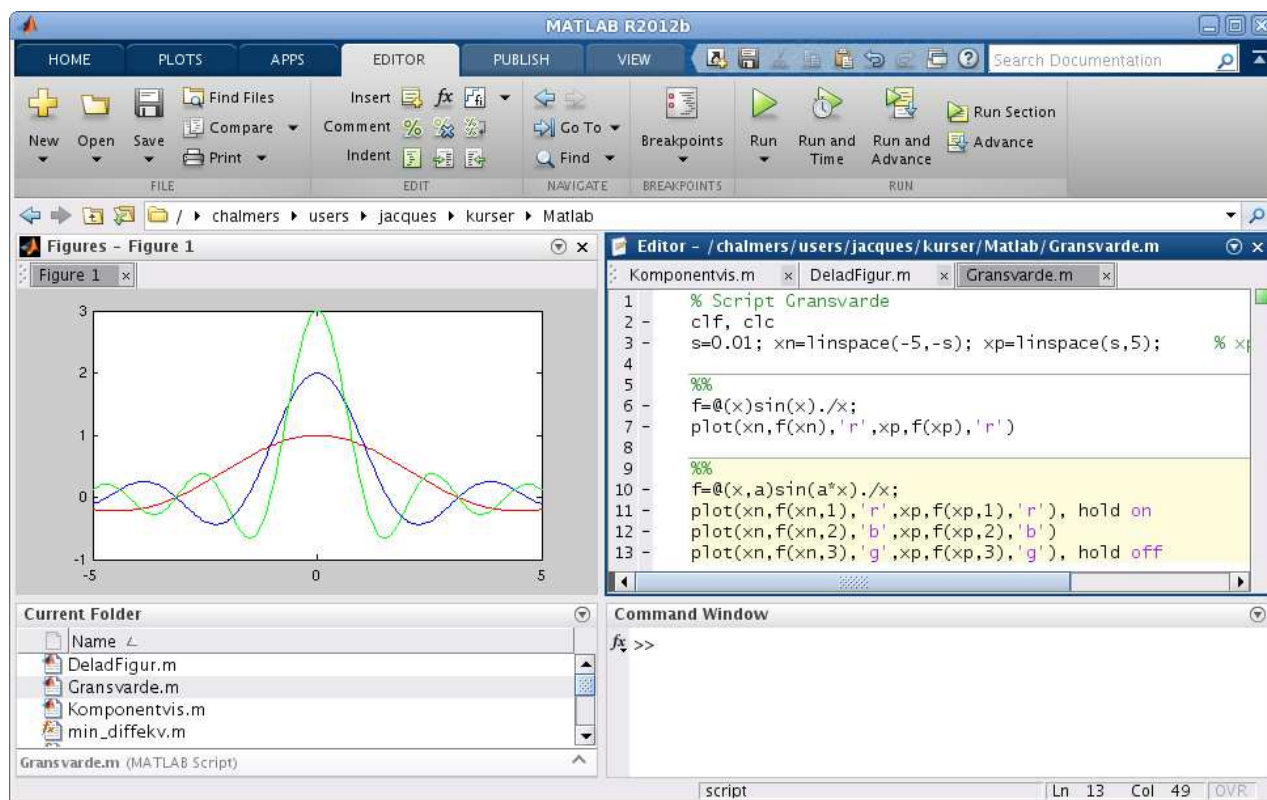 MATLAB R2012b
HOME PLOTS APPS EDITOR PUBLISH VIEW Search Documentation
New Open Save Find Files Compare Print
FILE
Insert fx fi
Comment % %
Indent
EDIT
Go To
Find
NAVIGATE
Breakpoints
BREAKPOINTS
Run Run and Time Run and Advance Run Section Advance
RUN
/ chalmers users jacques kurser Matlab
Figures - Figure 1
Figure 1
3
2
1
0
-1
-5 0 5
Editor - /chalmers/users/jacques/kurser/Matlab/Gransvarde.m
Komponentvis.m DeladFigur.m Gransvarde.m
1 % Script Gransvarde
2 - clf, clc
3 - s=0.01; xn=linspace(-5,-s); xp=linspace(s,5); % xp
4
5 %%
6 - f=@(x)sin(x)./x;
7 - plot(xn,f(xn),'r',xp,f(xp),'r')
8
9 %%
10 - f=@(x,a)sin(a*x)./x;
11 - plot(xn,f(xn,1),'r',xp,f(xp,1),'r'), hold on
12 - plot(xn,f(xn,2),'b',xp,f(xp,2),'b')
13 - plot(xn,f(xn,3),'g',xp,f(xp,3),'g'), hold off
Current Folder
Name
DeladFigur.m
Gransvarde.m
Komponentvis.m
min_diffekv.m
Gransvarde.m (MATLAB Script)
Command Window
fx >>
script Ln 13 Col 49 OVR